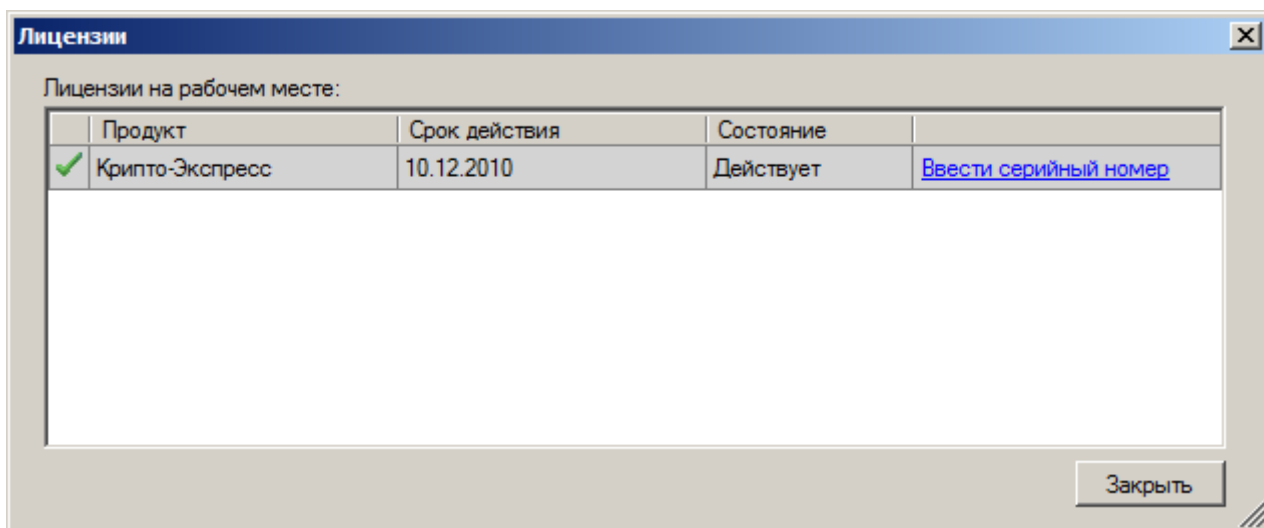 Лицензии
Лицензии на рабочем месте:
Продукт Срок действия Состояние
Крипто-Экспресс 10.12.2010 Действует Ввести серийный номер
Закрыть